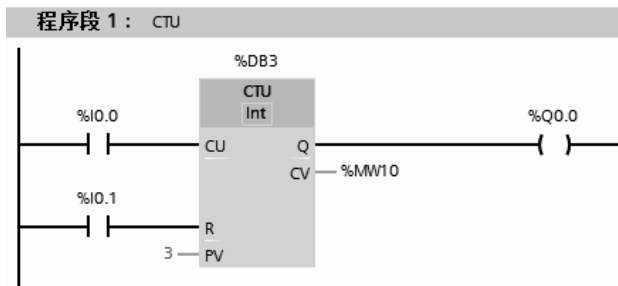 程序段 1： CTU
%DB3
CTU
Int
%I0.0
%Q0.0
CU
Q
CV
%MW10
%I0.1
R
3
PV